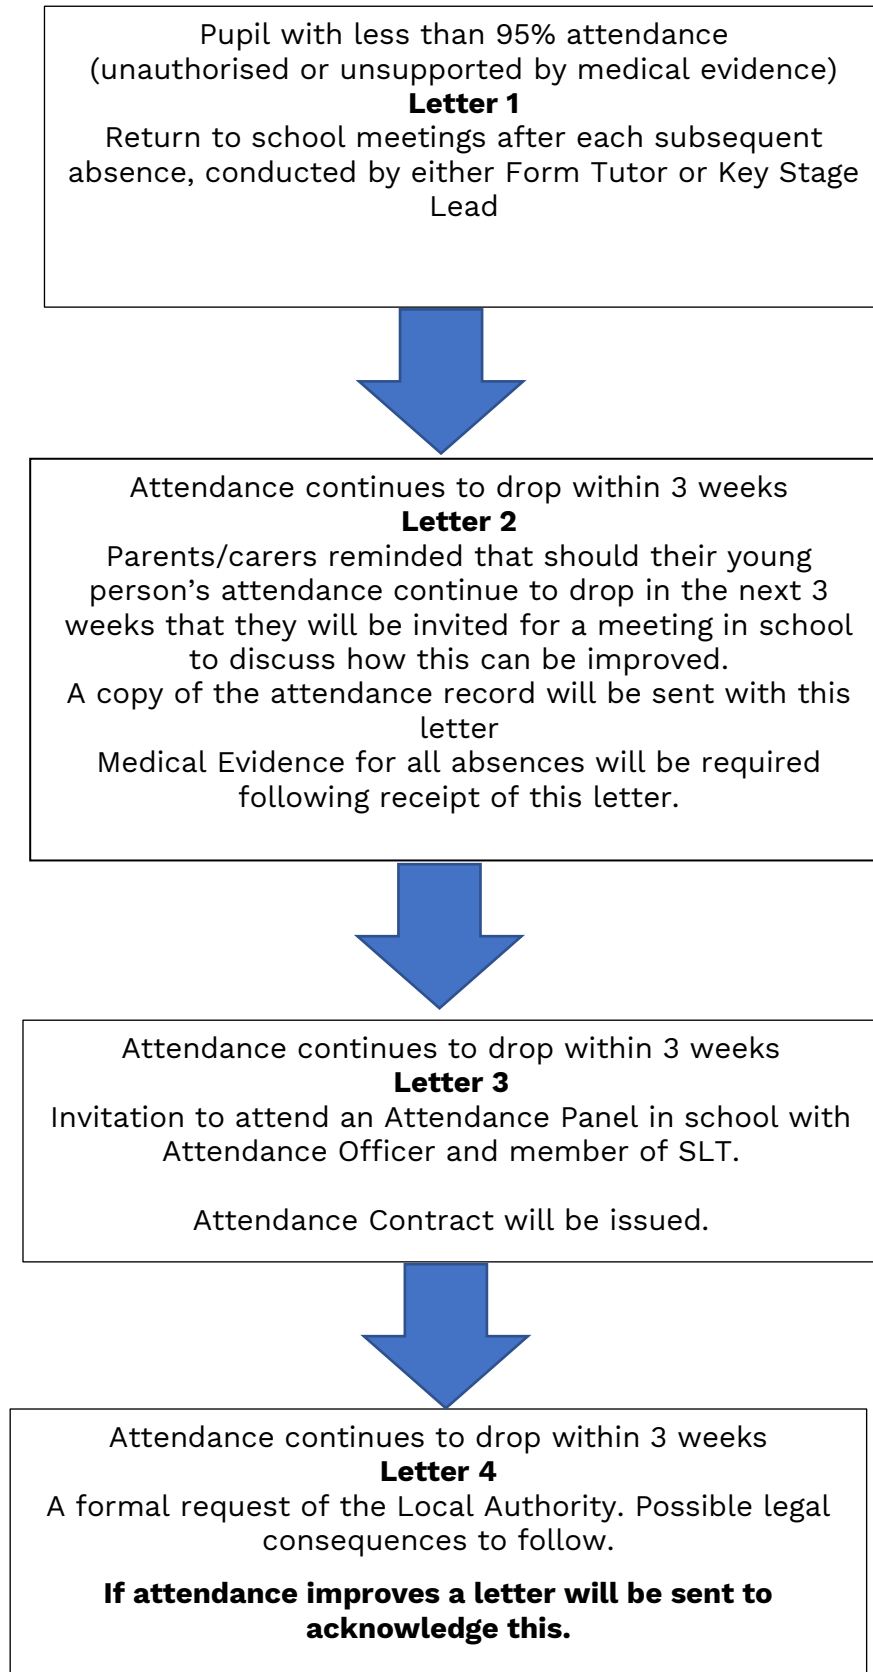 Pupil with less than 95% attendance
(unauthorised or unsupported by medical evidence)
Letter 1
Return to school meetings after each subsequent
absence, conducted by either Form Tutor or Key Stage
Lead
Attendance continues to drop within 3 weeks
Letter 2
Parents/carers reminded that should their young
person’s attendance continue to drop in the next 3
weeks that they will be invited for a meeting in school
to discuss how this can be improved.
A copy of the attendance record will be sent with this
letter
Medical Evidence for all absences will be required
following receipt of this letter.
Attendance continues to drop within 3 weeks
Letter 3
Invitation to attend an Attendance Panel in school with
Attendance Officer and member of SLT.
Attendance Contract will be issued.
Attendance continues to drop within 3 weeks
Letter 4
A formal request of the Local Authority. Possible legal
consequences to follow.
If attendance improves a letter will be sent to
acknowledge this.